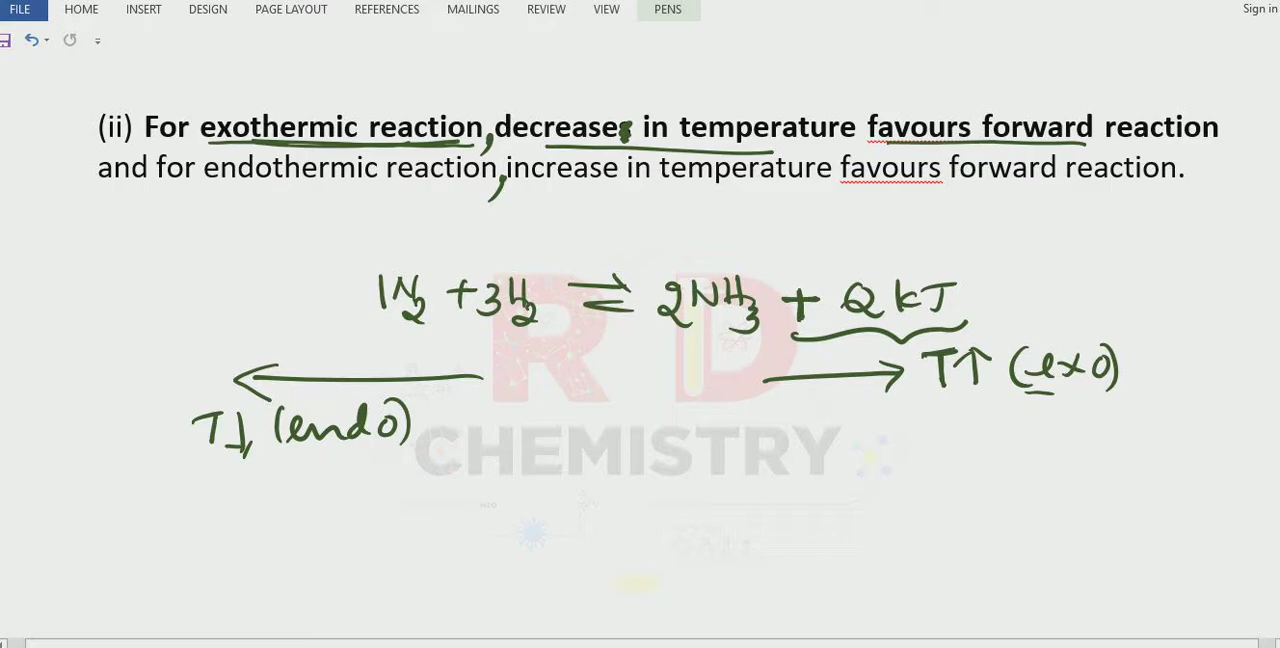 FILE HOME INSERT DESIGN PAGE LAYOUT REFERENCES MAILINGS REVIEW VIEW PENS Sign in
(ii) For exothermic reaction, decrease in temperature favours forward reaction
and for endothermic reaction, increase in temperature favours forward reaction.
1N2 + 3H2 ⇌ 2NH3 + Q kJ
T↑ (exo)
T↓ (endo)
RD
CHEMISTRY
H2O